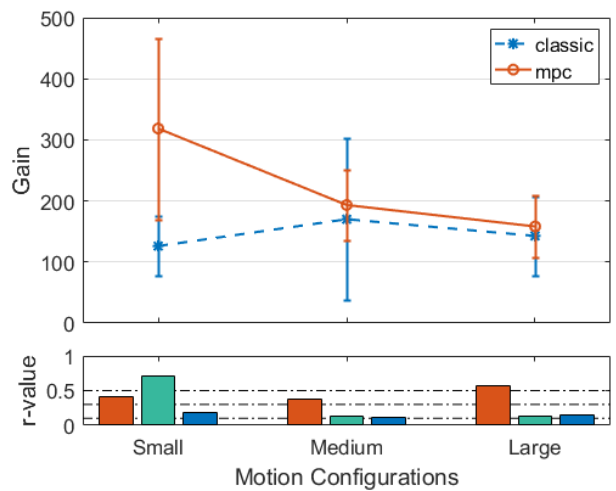 500
400
300
200
100
0
Gain
classic
mpc
1
0.5
0
r-value
Small Medium Large
Motion Configurations